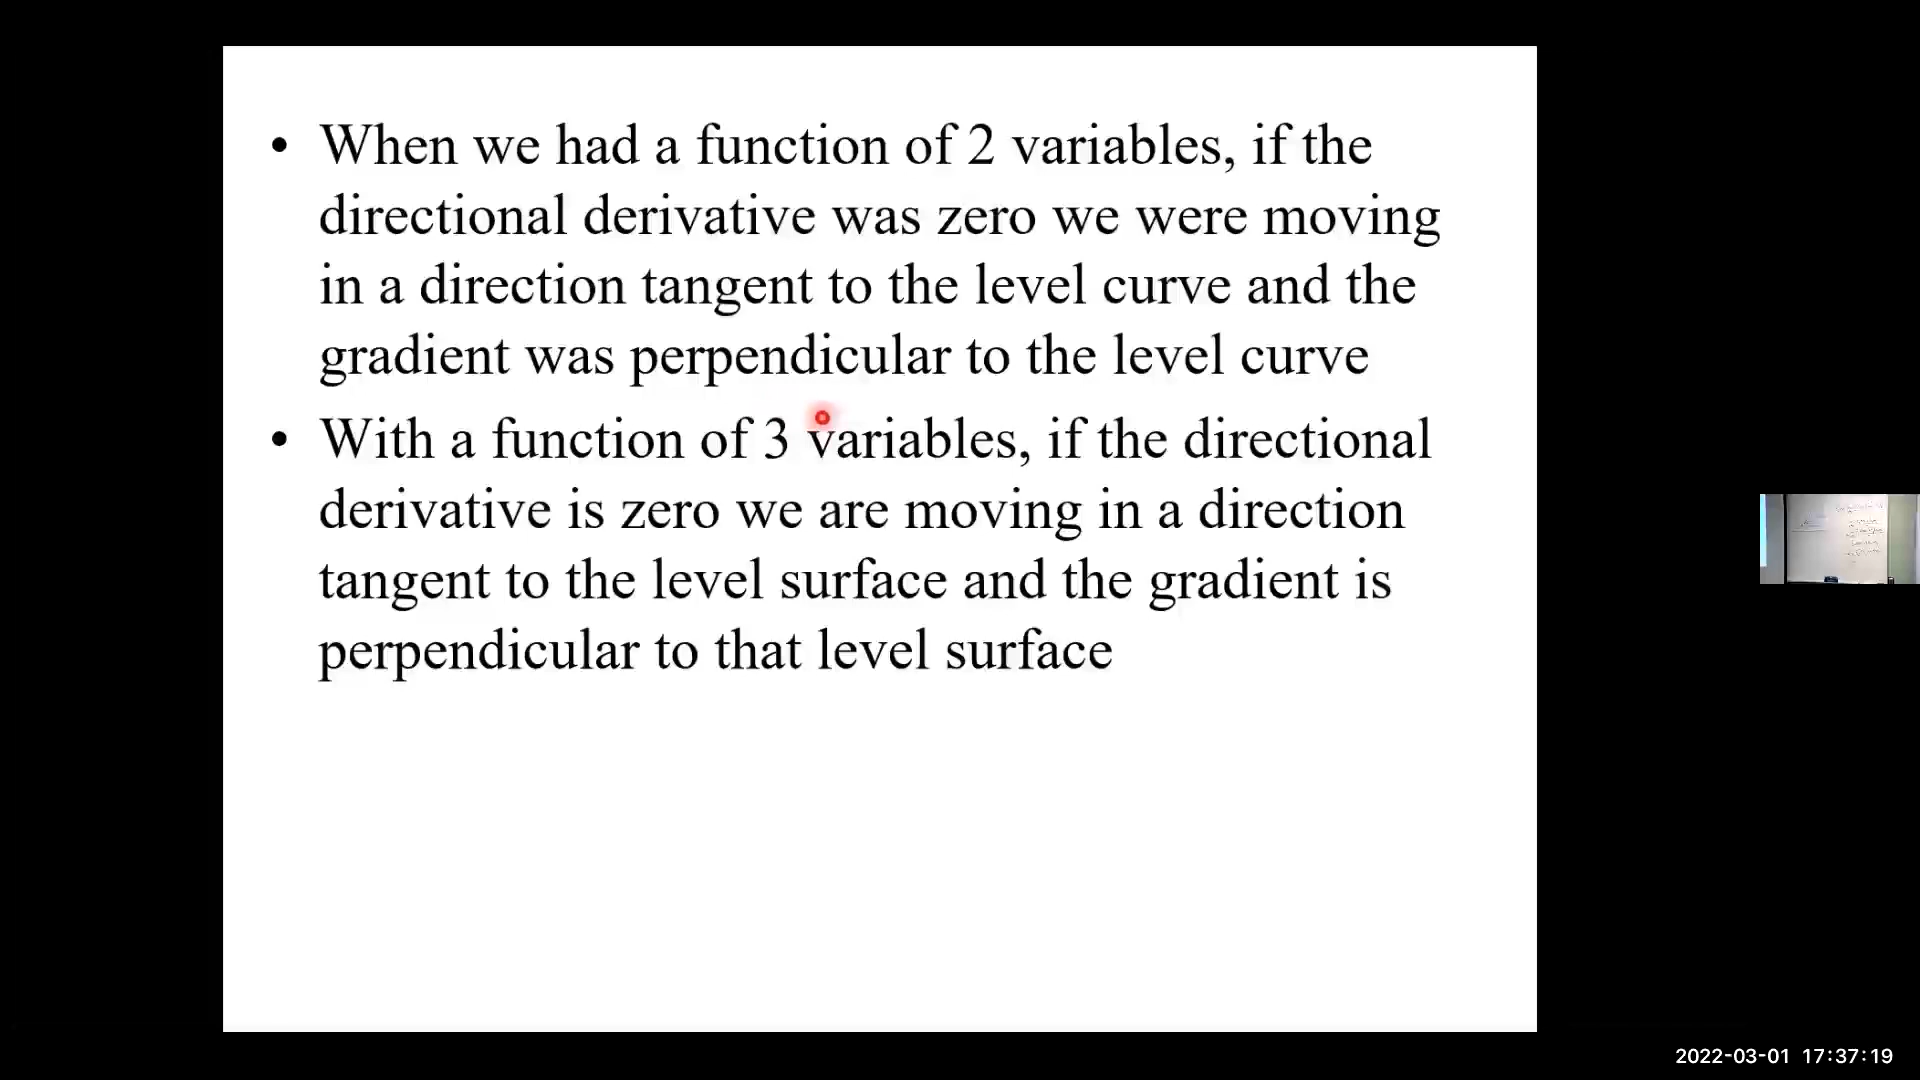 • When we had a function of 2 variables, if the
directional derivative was zero we were moving
in a direction tangent to the level curve and the
gradient was perpendicular to the level curve
• With a function of 3 variables, if the directional
derivative is zero we are moving in a direction
tangent to the level surface and the gradient is
perpendicular to that level surface
2022-03-01 17:37:19